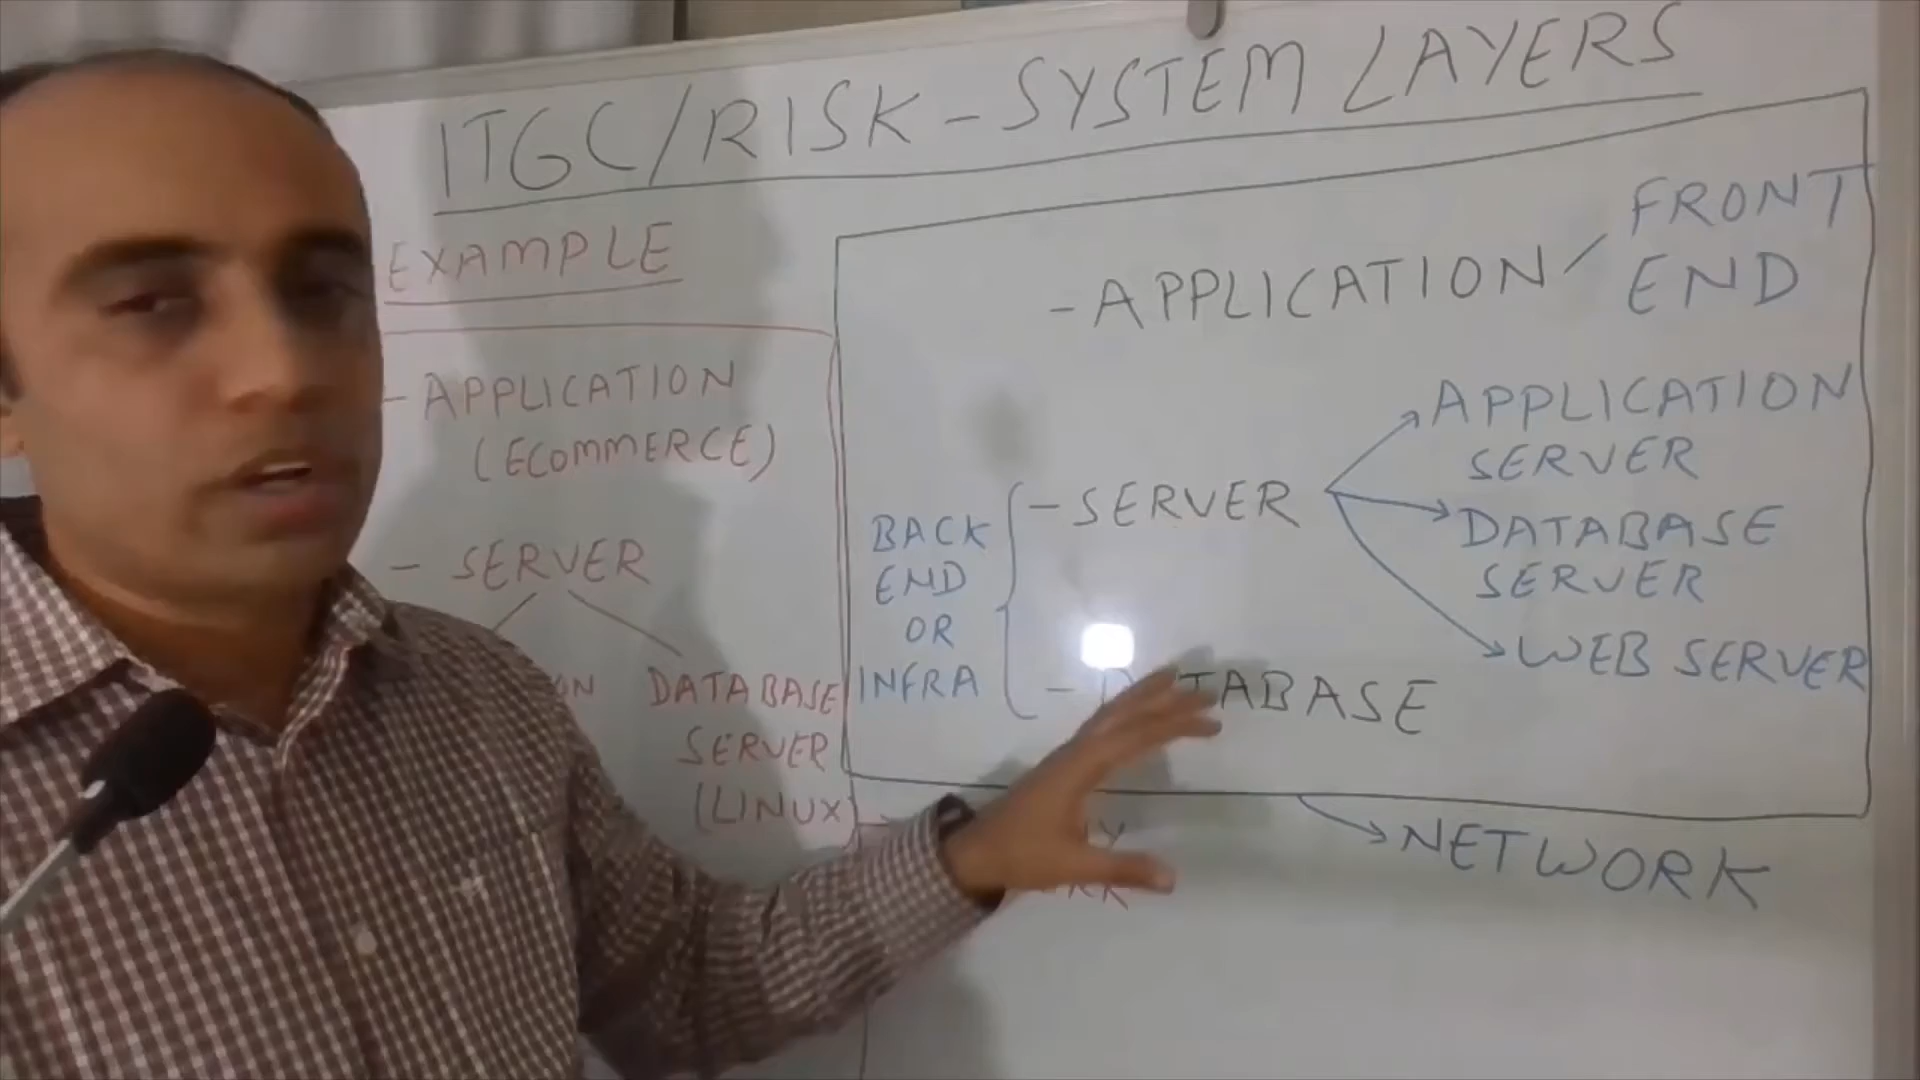 ITGC/RISK-SYSTEM LAYERS
EXAMPLE
- APPLICATION
(ECOMMERCE)
- SERVER
DATABASE
SERVER
(LINUX)
- APPLICATION / FRONT
END
BACK
END
OR
INFRA
- SERVER
APPLICATION
SERVER
DATABASE
SERVER
WEB SERVER
- DATABASE
NETWORK